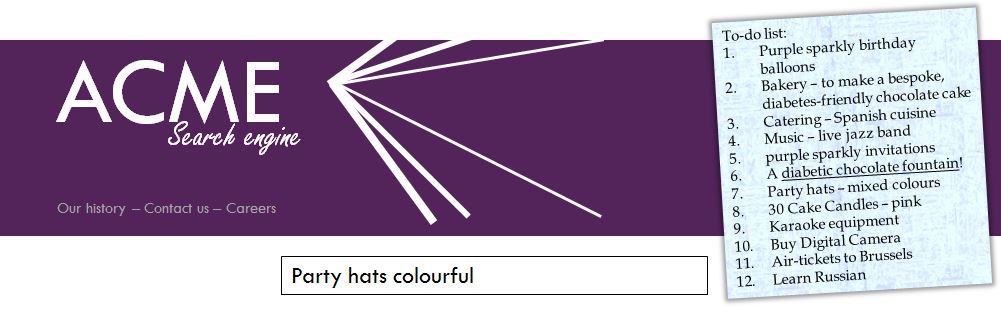 ACME
Search engine
Our history – Contact us – Careers
Party hats colourful
To-do list:
1. Purple sparkly birthday
balloons
2. Bakery – to make a bespoke,
diabetes-friendly chocolate cake
3. Catering – Spanish cuisine
4. Music – live jazz band
5. purple sparkly invitations
6. A diabetic chocolate fountain!
7. Party hats – mixed colours
8. 30 Cake Candles – pink
9. Karaoke equipment
10. Buy Digital Camera
11. Air-tickets to Brussels
12. Learn Russian